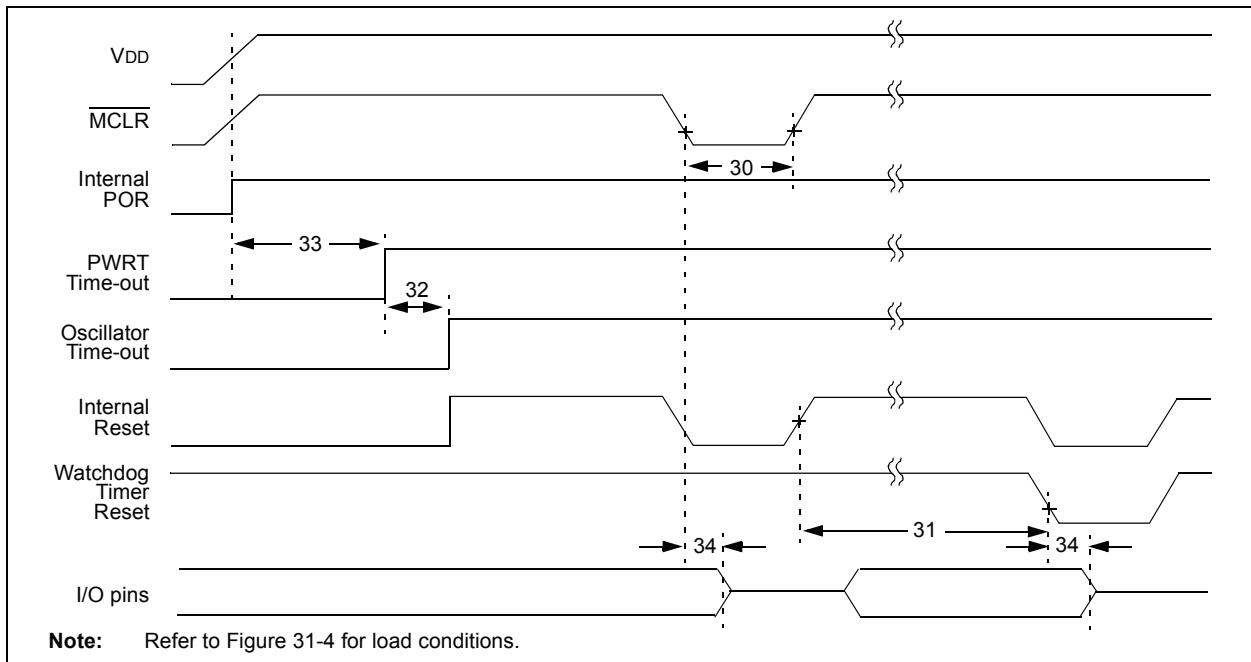 VDD
MCLR
30
Internal
POR
33
PWRT
Time-out
32
Oscillator
Time-out
Internal
Reset
Watchdog
Timer
Reset
31
34
34
I/O pins
Note: Refer to Figure 31-4 for load conditions.